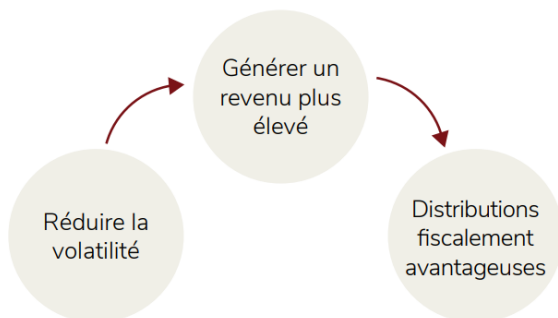 Générer un
revenu plus
élevé
Réduire la
volatilité
Distributions
fiscalement
avantageuses